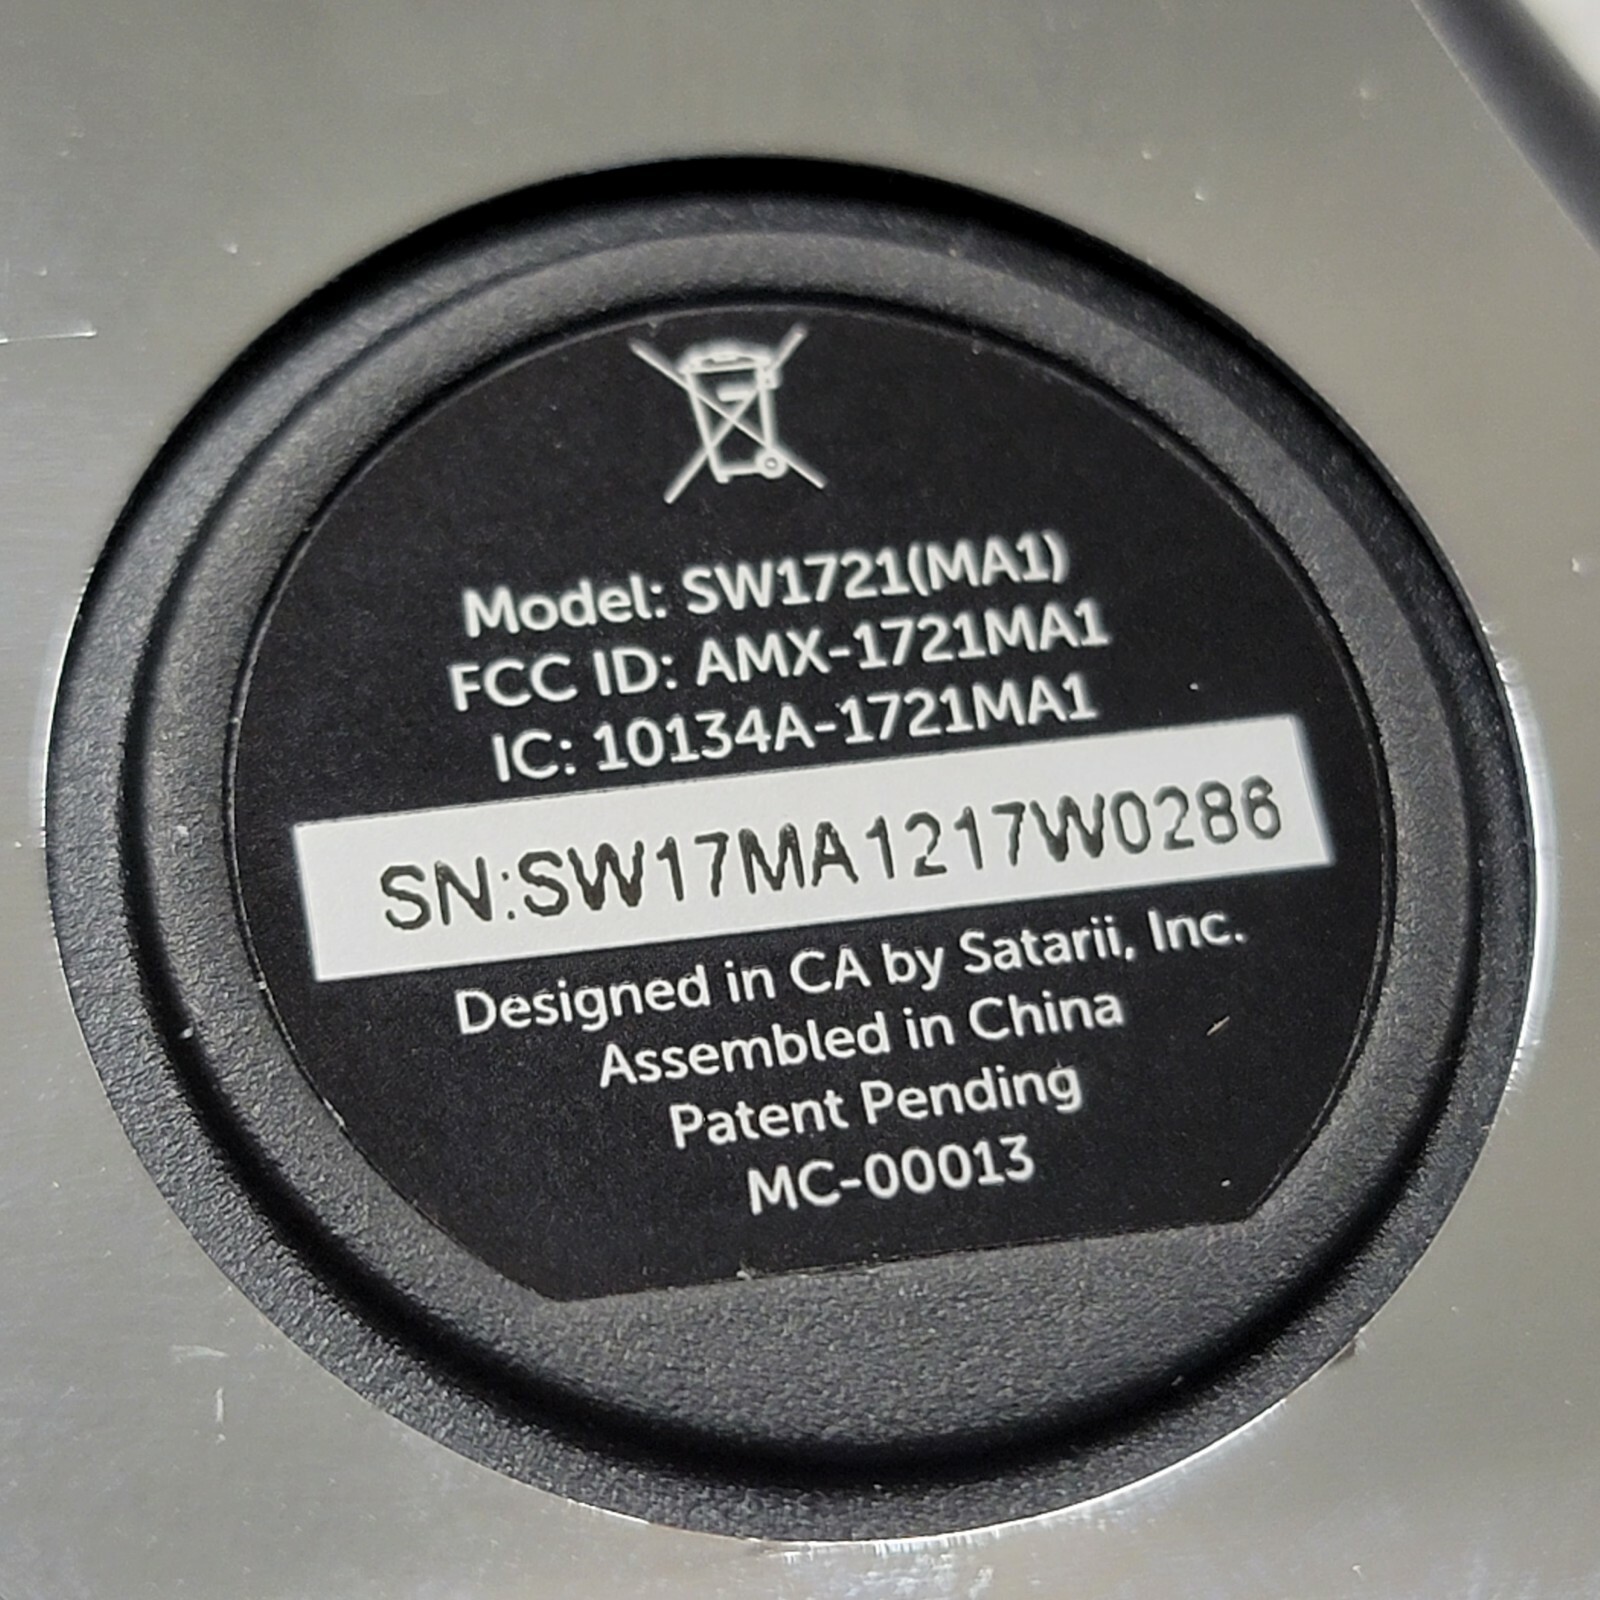 Model: SW1721(MA1)
FCC ID: AMX-1721MA1
IC: 10134A-1721MA1
SN:SW17MA1217W0286
Designed in CA by Satarii, Inc.
Assembled in China
Patent Pending
MC-00013